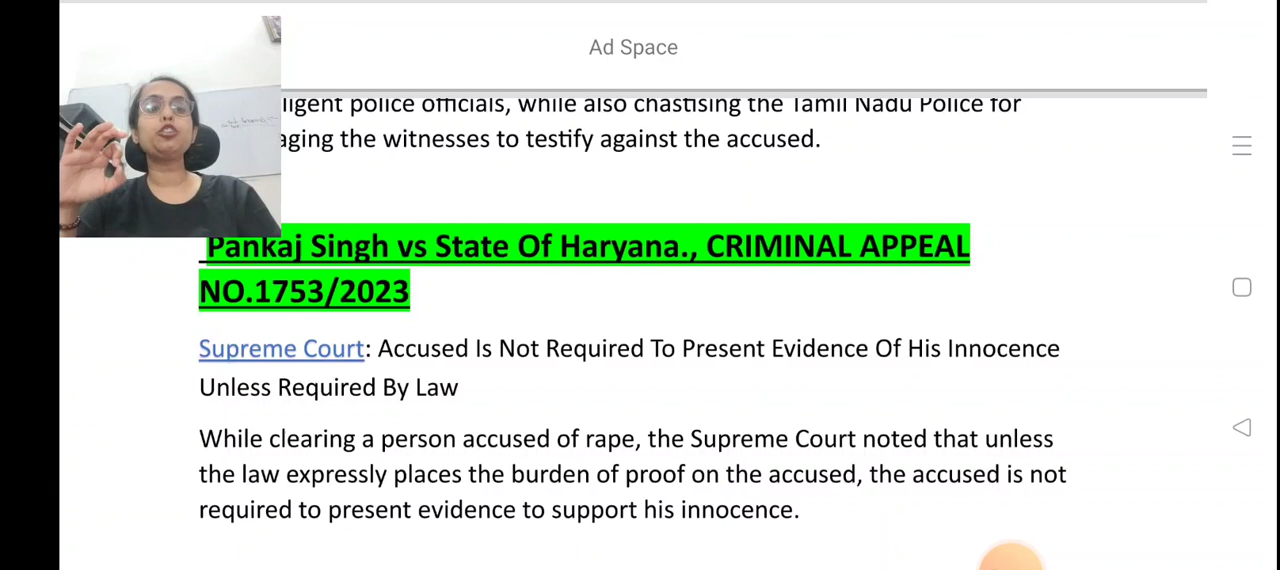 Ad Space
ligent police officials, while also chastising the Tamil Nadu Police for
aging the witnesses to testify against the accused.
Pankaj Singh vs State Of Haryana., CRIMINAL APPEAL
NO.1753/2023
Supreme Court: Accused Is Not Required To Present Evidence Of His Innocence
Unless Required By Law
While clearing a person accused of rape, the Supreme Court noted that unless
the law expressly places the burden of proof on the accused, the accused is not
required to present evidence to support his innocence.